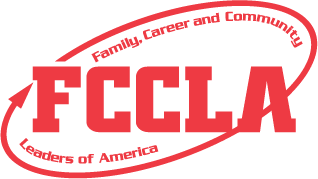 Family, Career and Community
FCCLA
Leaders of America